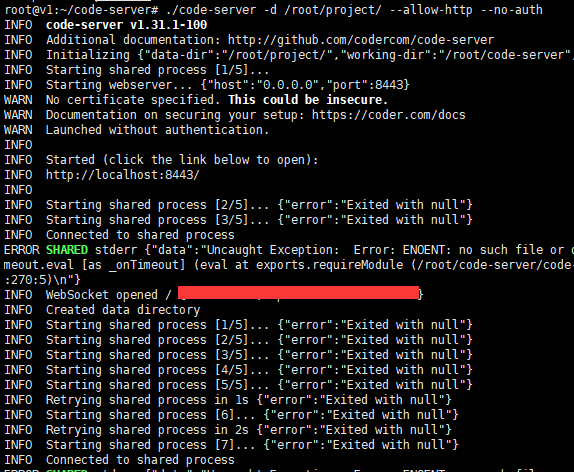 root@v1:~/code-server# ./code-server -d /root/project/ --allow-http --no-auth
INFO code-server v1.31.1-100
INFO Additional documentation: http://github.com/codercom/code-server
INFO Initializing {"data-dir":"/root/project/","working-dir":"/root/code-server",
INFO Starting shared process [1/5]...
INFO Starting webserver... {"host":"0.0.0.0","port":8443}
WARN No certificate specified. This could be insecure.
WARN Documentation on securing your setup: https://coder.com/docs
WARN Launched without authentication.
INFO
INFO Started (click the link below to open):
INFO http://localhost:8443/
INFO
INFO Starting shared process [2/5]... {"error":"Exited with null"}
INFO Starting shared process [3/5]... {"error":"Exited with null"}
INFO Connected to shared process
ERROR SHARED stderr {"data":"Uncaught Exception: Error: ENOENT: no such file or
meout.eval [as _onTimeout] (eval at exports.requireModule (/root/code-server/code-
:270:5)\n"}
INFO WebSocket opened / }
INFO Created data directory
INFO Starting shared process [1/5]... {"error":"Exited with null"}
INFO Starting shared process [2/5]... {"error":"Exited with null"}
INFO Starting shared process [3/5]... {"error":"Exited with null"}
INFO Starting shared process [4/5]... {"error":"Exited with null"}
INFO Starting shared process [5/5]... {"error":"Exited with null"}
INFO Retrying shared process in 1s {"error":"Exited with null"}
INFO Starting shared process [6]... {"error":"Exited with null"}
INFO Retrying shared process in 2s {"error":"Exited with null"}
INFO Starting shared process [7]... {"error":"Exited with null"}
INFO Connected to shared process